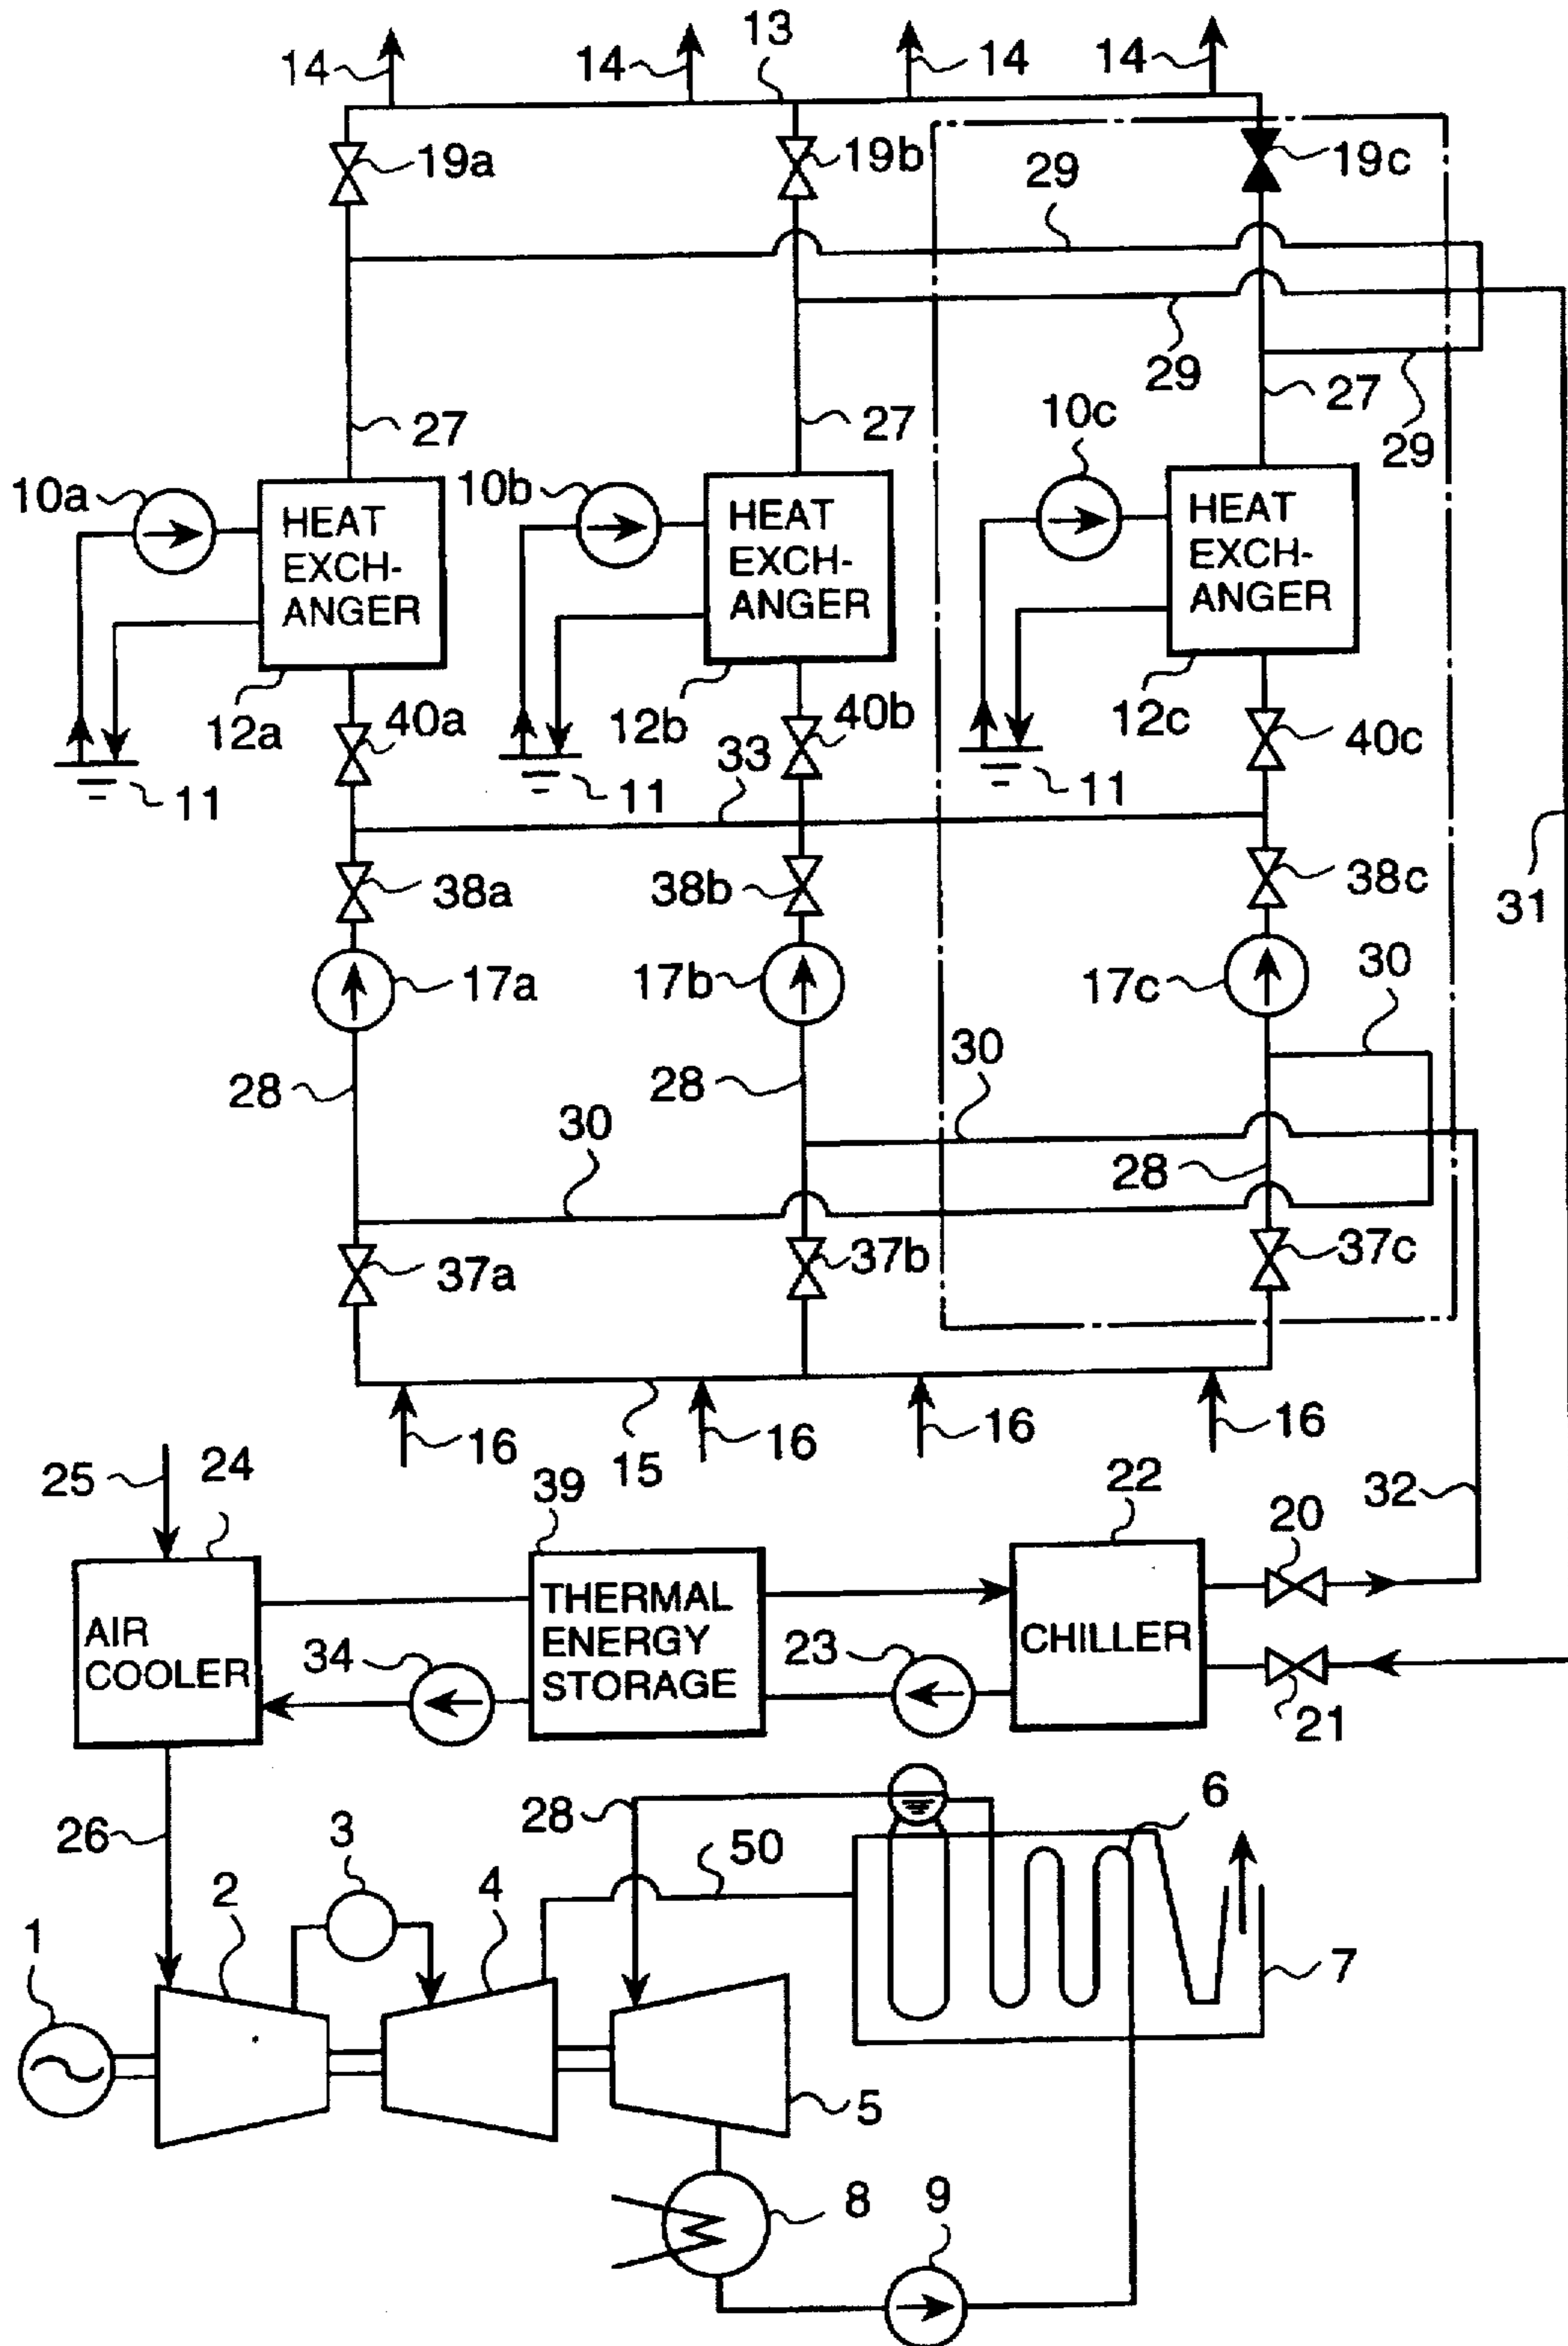 13
14
14
14
14
19a
19b
19c
29
29
27
27
27
29
10a
10b
10c
HEAT
EXCH-
ANGER
HEAT
EXCH-
ANGER
HEAT
EXCH-
ANGER
12a
40a
12b
40b
12c
40c
11
11
11
33
38a
38b
38c
31
17a
17b
17c
30
28
28
30
30
28
37a
37b
37c
16
15
16
16
16
25
24
39
22
20
32
AIR
COOLER
34
THERMAL
ENERGY
STORAGE
23
CHILLER
21
26
3
28
50
6
1
2
4
7
5
8
9